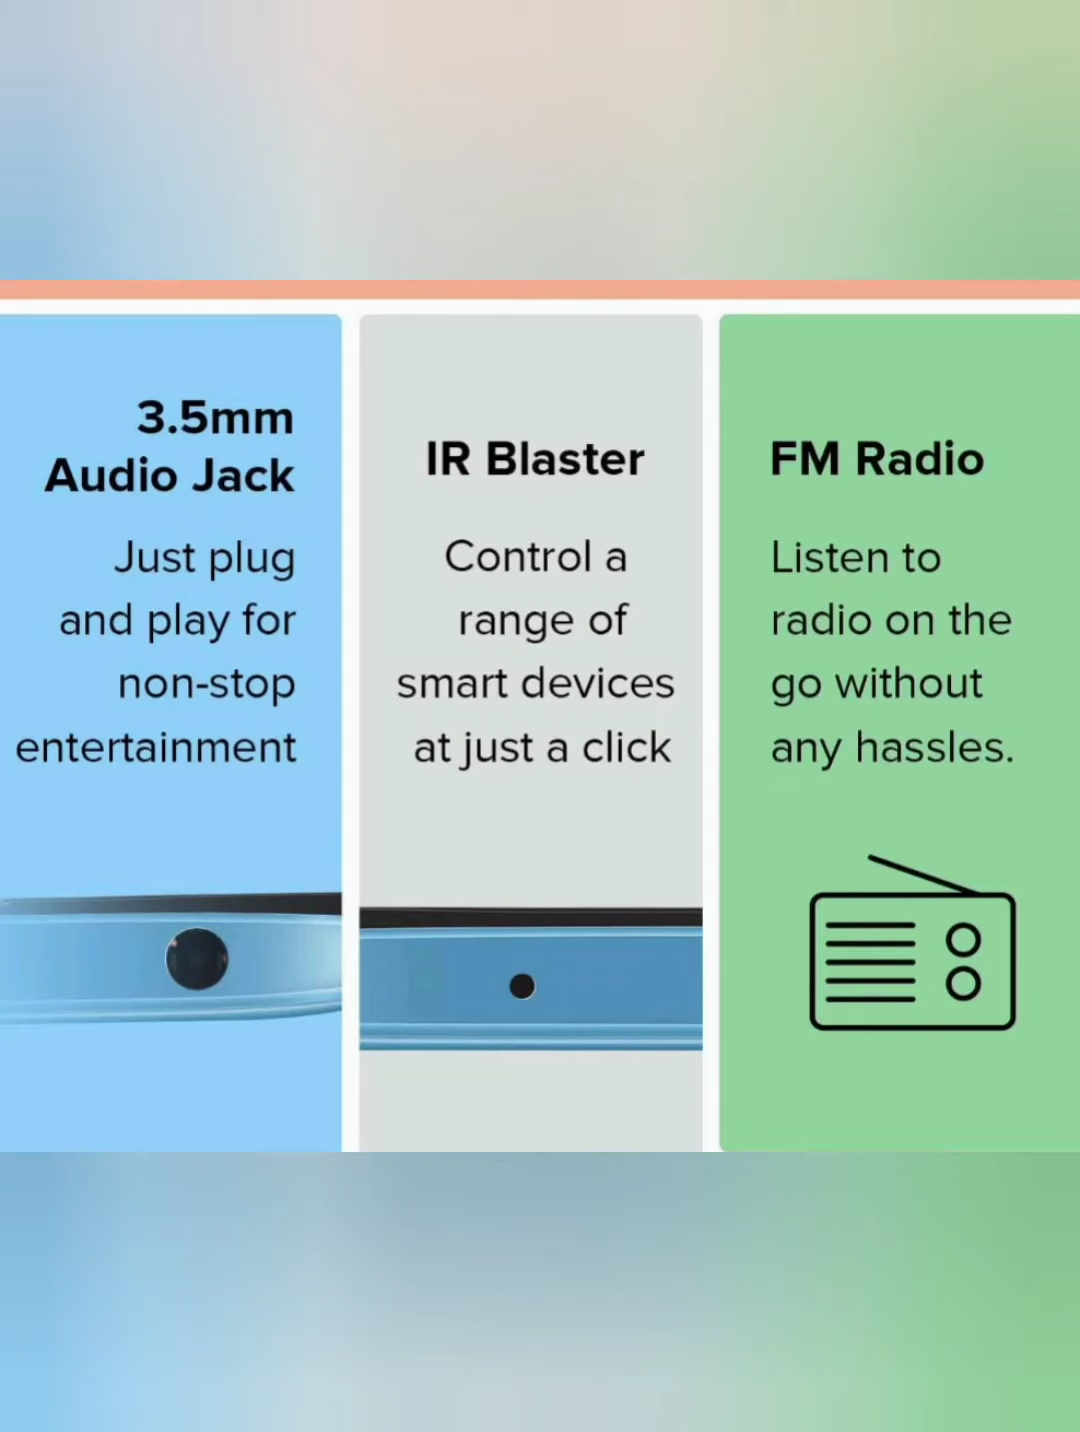 3.5mm
Audio Jack
Just plug
and play for
non-stop
entertainment
IR Blaster
Control a
range of
smart devices
at just a click
FM Radio
Listen to
radio on the
go without
any hassles.